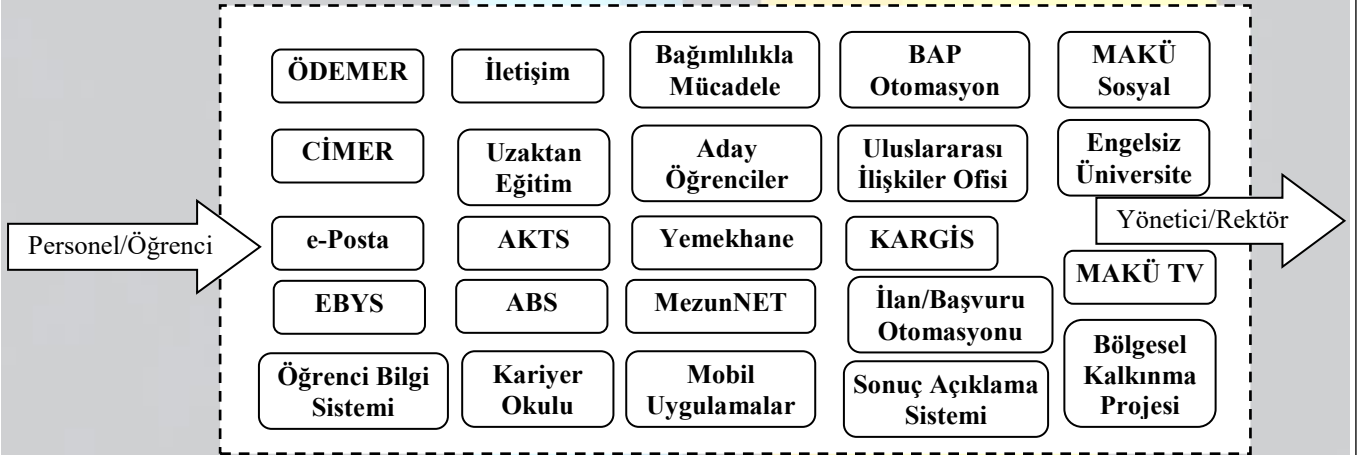 ÖDEMER
İletişim
Bağımlılıkla
Mücadele
BAP
Otomasyon
MAKÜ
Sosyal
CİMER
Uzaktan
Eğitim
Aday
Öğrenciler
Uluslararası
İlişkiler Ofisi
Engelsiz
Üniversite
Personel/Öğrenci
e-Posta
AKTS
Yemekhane
KARGİS
Yönetici/Rektör
MAKÜ TV
EBYS
ABS
MezunNET
İlan/Başvuru
Otomasyonu
Öğrenci Bilgi
Sistemi
Kariyer
Okulu
Mobil
Uygulamalar
Sonuç Açıklama
Sistemi
Bölgesel
Kalkınma
Projesi